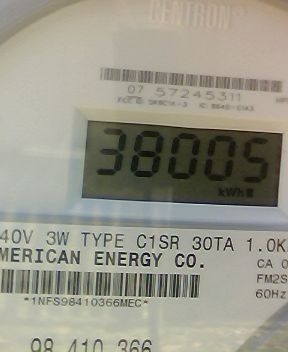 CENTRON
07 57245311
38005
kWh
40V 3W TYPE C1SR 30TA 1.0K
MERICAN ENERGY CO.
CA 0
FM2S
60Hz
*1NFS98410366MEC*
98 410 366